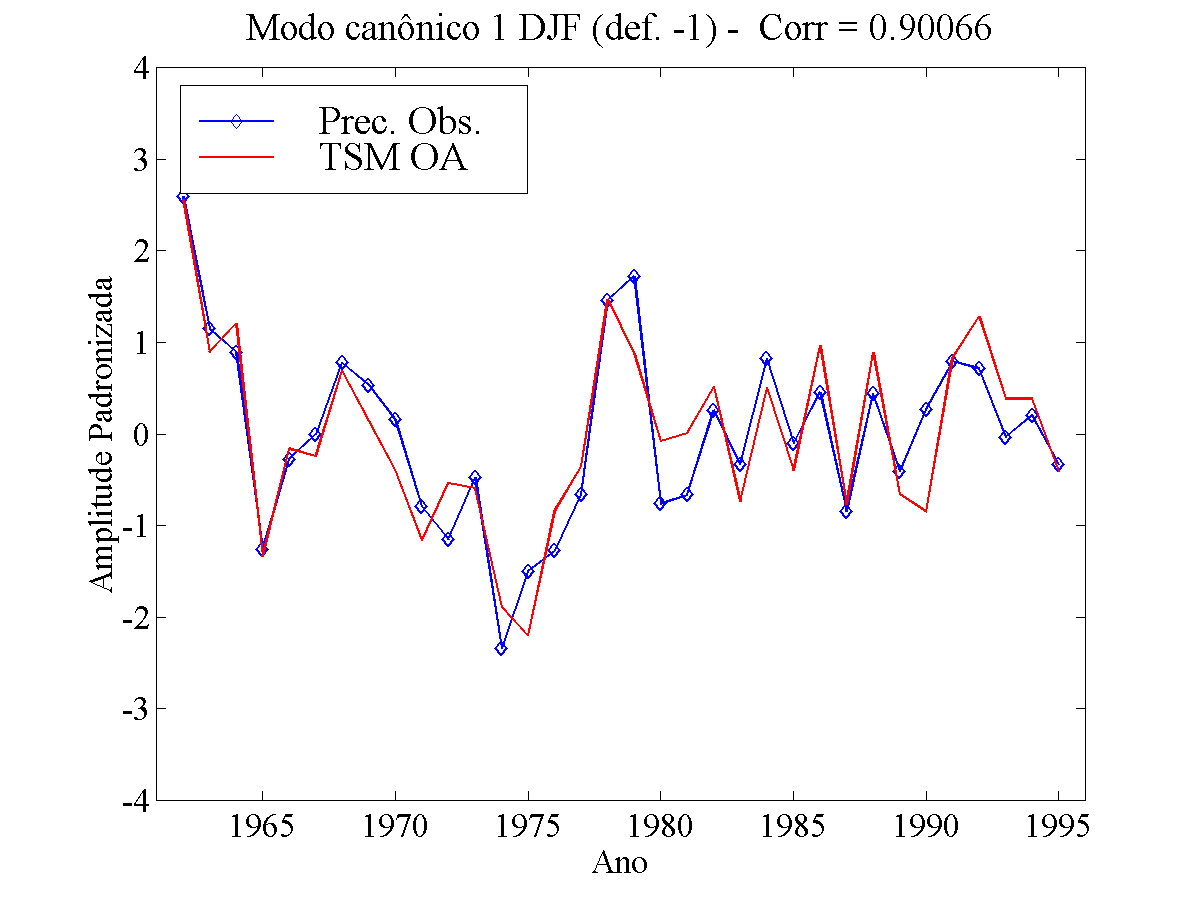 Modo canônico 1 DJF (def. -1) -  Corr = 0.90066
Prec. Obs.
TSM OA
4
3
2
1
0
-1
-2
-3
-4
Amplitude Padronizada
1965 1970 1975 1980 1985 1990 1995
Ano